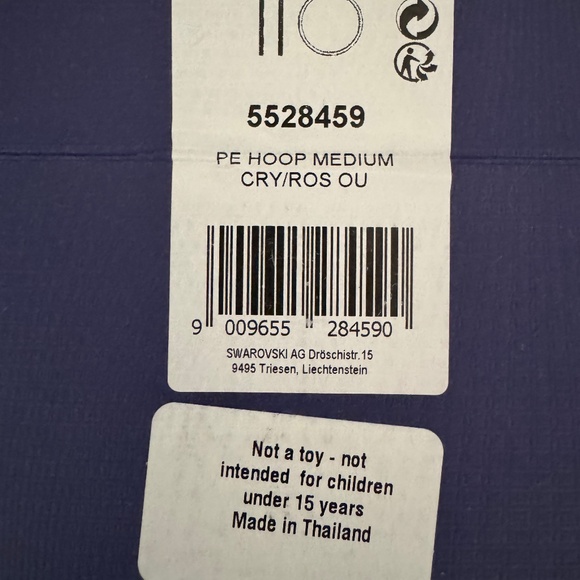 5528459
PE HOOP MEDIUM
CRY/ROS OU
9 009655 284590
SWAROVSKI AG Dröschistr.15
9495 Triesen, Liechtenstein
Not a toy - not
intended for children
under 15 years
Made in Thailand